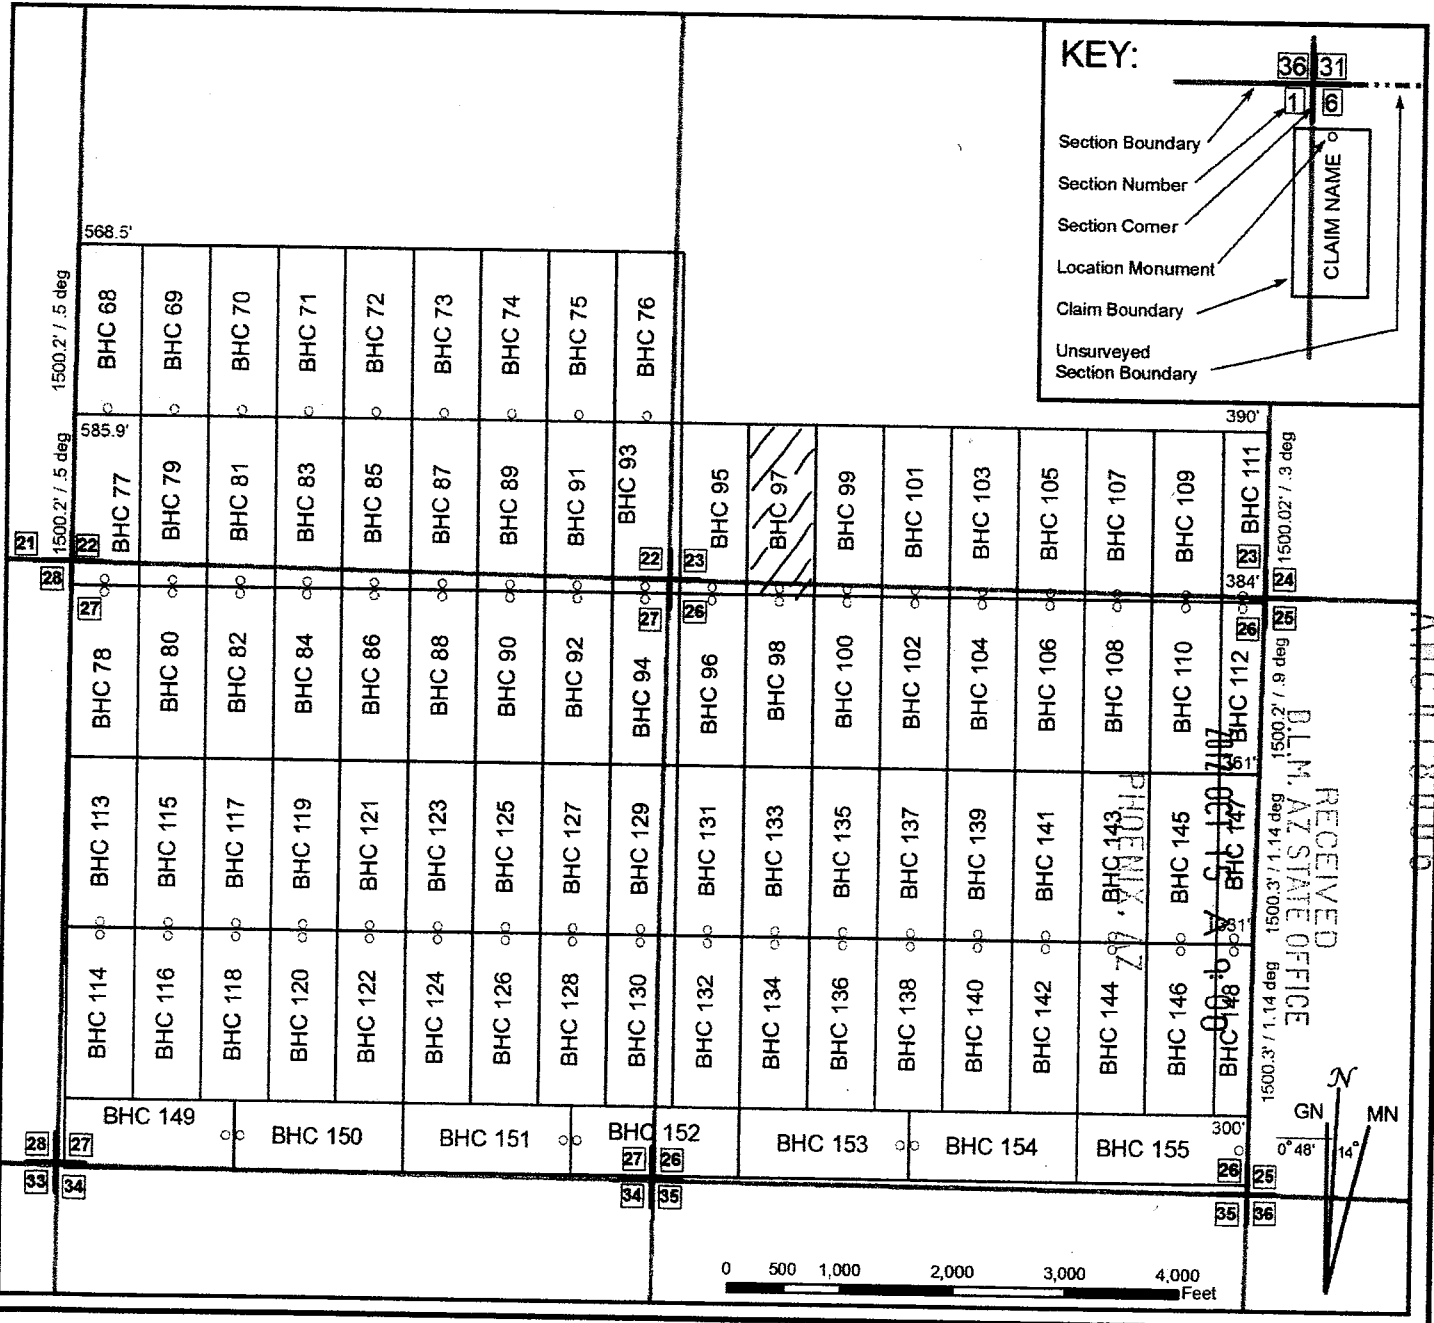 KEY:
36 31
1 6
Section Boundary
Section Number
Section Corner
Location Monument
Claim Boundary
Unsurveyed
Section Boundary
CLAIM NAME
568.5'
1500.2' / .5 deg
BHC 68 BHC 69 BHC 70 BHC 71 BHC 72 BHC 73 BHC 74 BHC 75 BHC 76
585.9'
390'
1500.2' / .5 deg
BHC 77 BHC 79 BHC 81 BHC 83 BHC 85 BHC 87 BHC 89 BHC 91 BHC 93 BHC 95 BHC 97 BHC 99 BHC 101 BHC 103 BHC 105 BHC 107 BHC 109 BHC 111
1500.02' / .3 deg
21 22 22 23 23 24
28 27 27 26 26 25
384'
BHC 78 BHC 80 BHC 82 BHC 84 BHC 86 BHC 88 BHC 90 BHC 92 BHC 94 BHC 96 BHC 98 BHC 100 BHC 102 BHC 104 BHC 106 BHC 108 BHC 110 BHC 112
1500.2' / .9 deg
361'
BHC 113 BHC 115 BHC 117 BHC 119 BHC 121 BHC 123 BHC 125 BHC 127 BHC 129 BHC 131 BHC 133 BHC 135 BHC 137 BHC 139 BHC 141 BHC 143 BHC 145 BHC 147
1500.3' / 1.14 deg
BHC 114 BHC 116 BHC 118 BHC 120 BHC 122 BHC 124 BHC 126 BHC 128 BHC 130 BHC 132 BHC 134 BHC 136 BHC 138 BHC 140 BHC 142 BHC 144 BHC 146 BHC 148
1500.3' / 1.14 deg
RECEIVED
B.L.M. AZ STATE OFFICE
OCT 15 A 9: 00
PHOENIX, AZ
BHC 149 BHC 150 BHC 151 BHC 152 BHC 153 BHC 154 BHC 155
300'
28 27 27 26 26 25
33 34 34 35 35 36
N
GN MN
0° 48' 14°
0 500 1,000 2,000 3,000 4,000
Feet